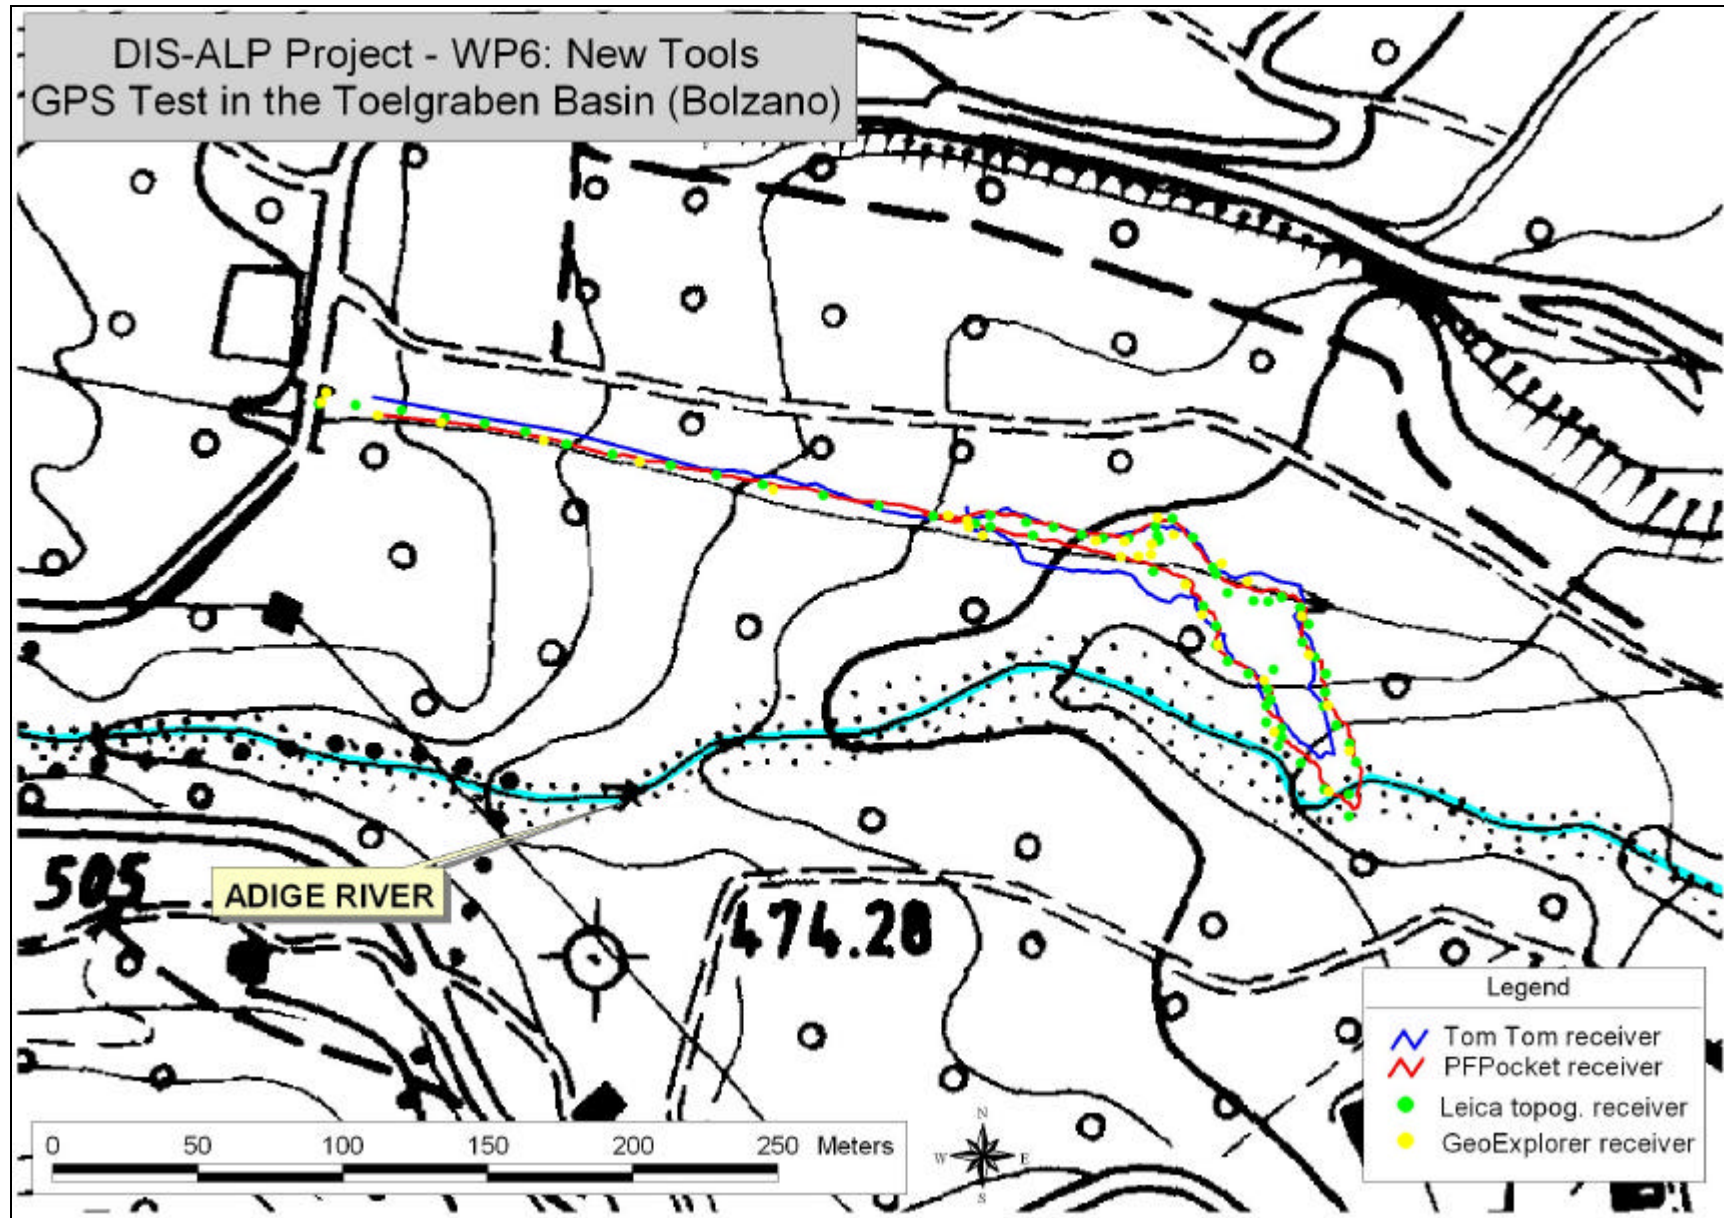 DIS-ALP Project - WP6: New Tools
GPS Test in the Toelgraben Basin (Bolzano)
505
ADIGE RIVER
474.28
Legend
Tom Tom receiver
PFPocket receiver
Leica topog. receiver
GeoExplorer receiver
0 50 100 150 200 250 Meters
N
W E
S